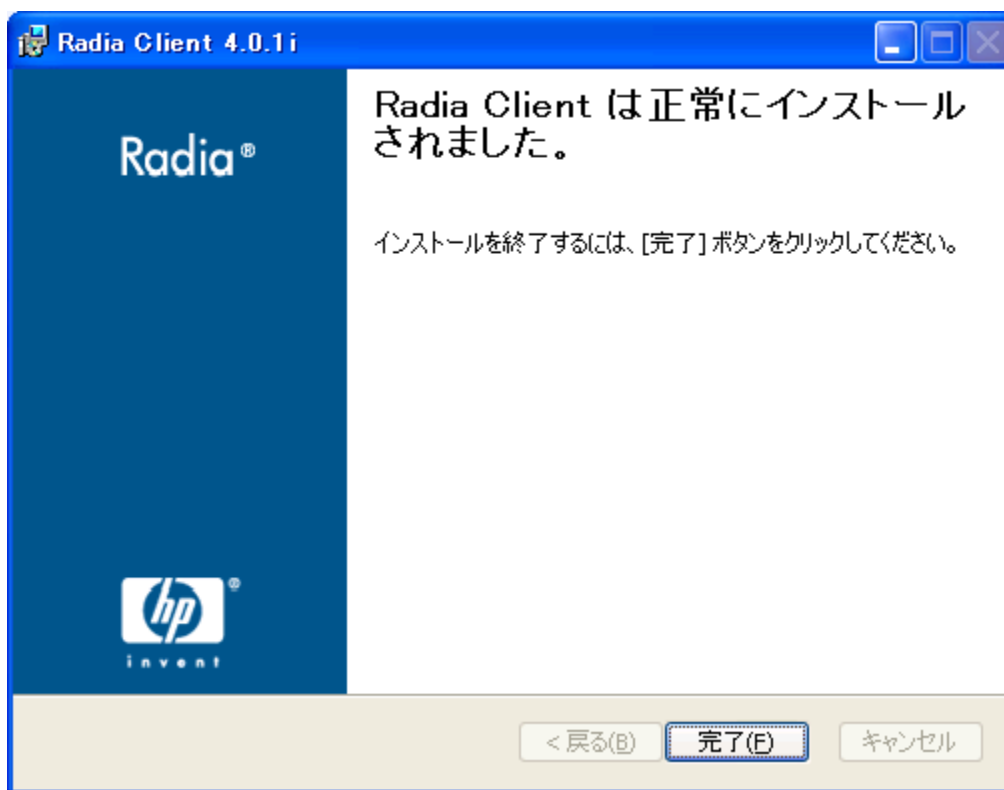 Radia Client 4.0.1i
Radia®
Radia Client は正常にインストール
されました。
インストールを終了するには、[完了] ボタンをクリックしてください。
hp®
invent
< 戻る(B)
完了(F)
キャンセル